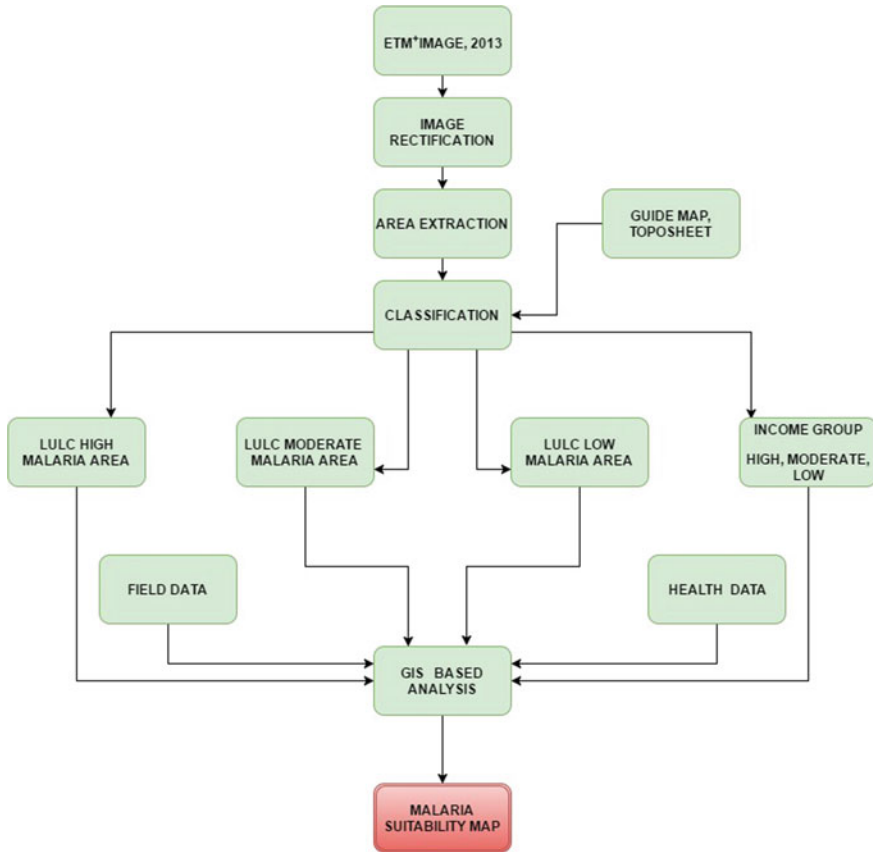 ETM+IMAGE, 2013
IMAGE
RECTIFICATION
AREA EXTRACTION
GUIDE MAP,
TOPOSHEET
CLASSIFICATION
LULC HIGH
MALARIA AREA
LULC MODERATE
MALARIA AREA
LULC LOW
MALARIA AREA
INCOME GROUP
HIGH, MODERATE,
LOW
FIELD DATA
HEALTH DATA
GIS BASED
ANALYSIS
MALARIA
SUITABILITY MAP